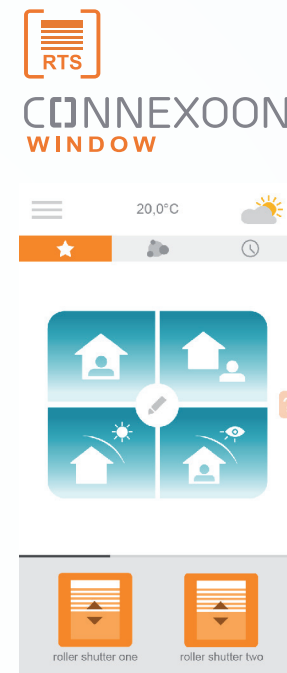 RTS
CONNEXOON
WINDOW
20,0°C
roller shutter one
roller shutter two